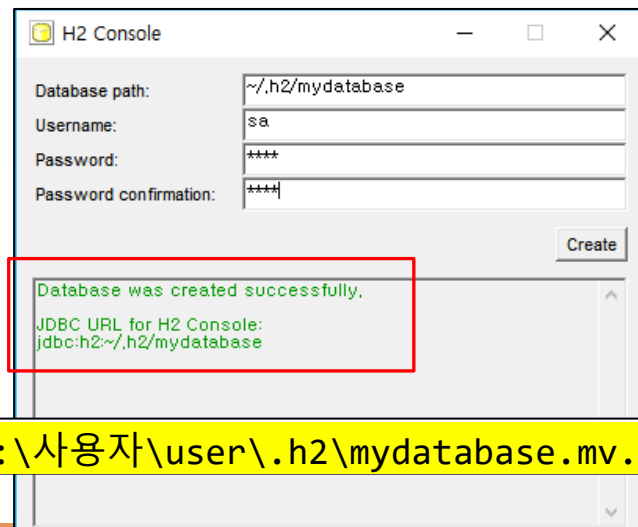 H2 Console
Database path: ~/.h2/mydatabase
Username: sa
Password: ****
Password confirmation: ****
Create
Database was created successfully.
JDBC URL for H2 Console:
jdbc:h2:~/.h2/mydatabase
:\사용자\user\.h2\mydatabase.mv.